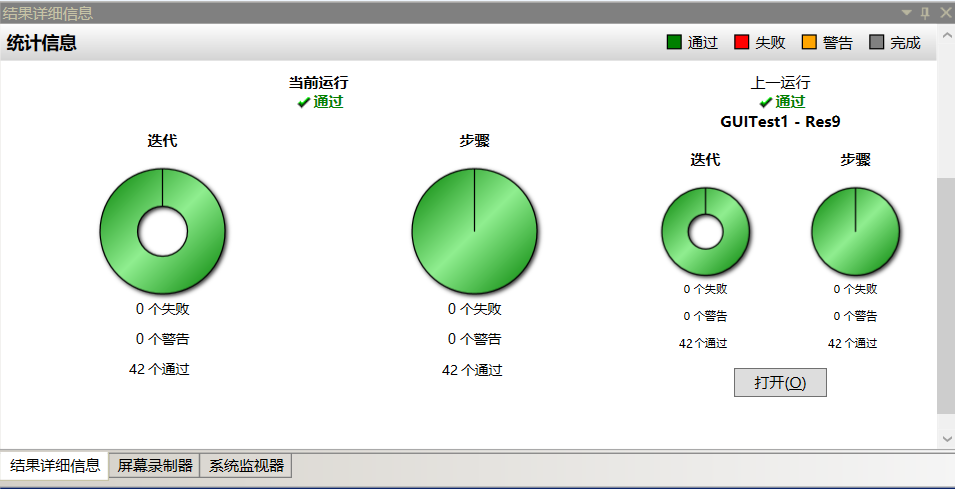 结果详细信息
统计信息
通过 失败 警告 完成
当前运行
通过
迭代
步骤
0 个失败
0 个警告
42 个通过
0 个失败
0 个警告
42 个通过
上一运行
通过
GUITest1 - Res9
迭代
步骤
0 个失败
0 个警告
42 个通过
0 个失败
0 个警告
42 个通过
打开(O)
结果详细信息 屏幕录制器 系统监视器